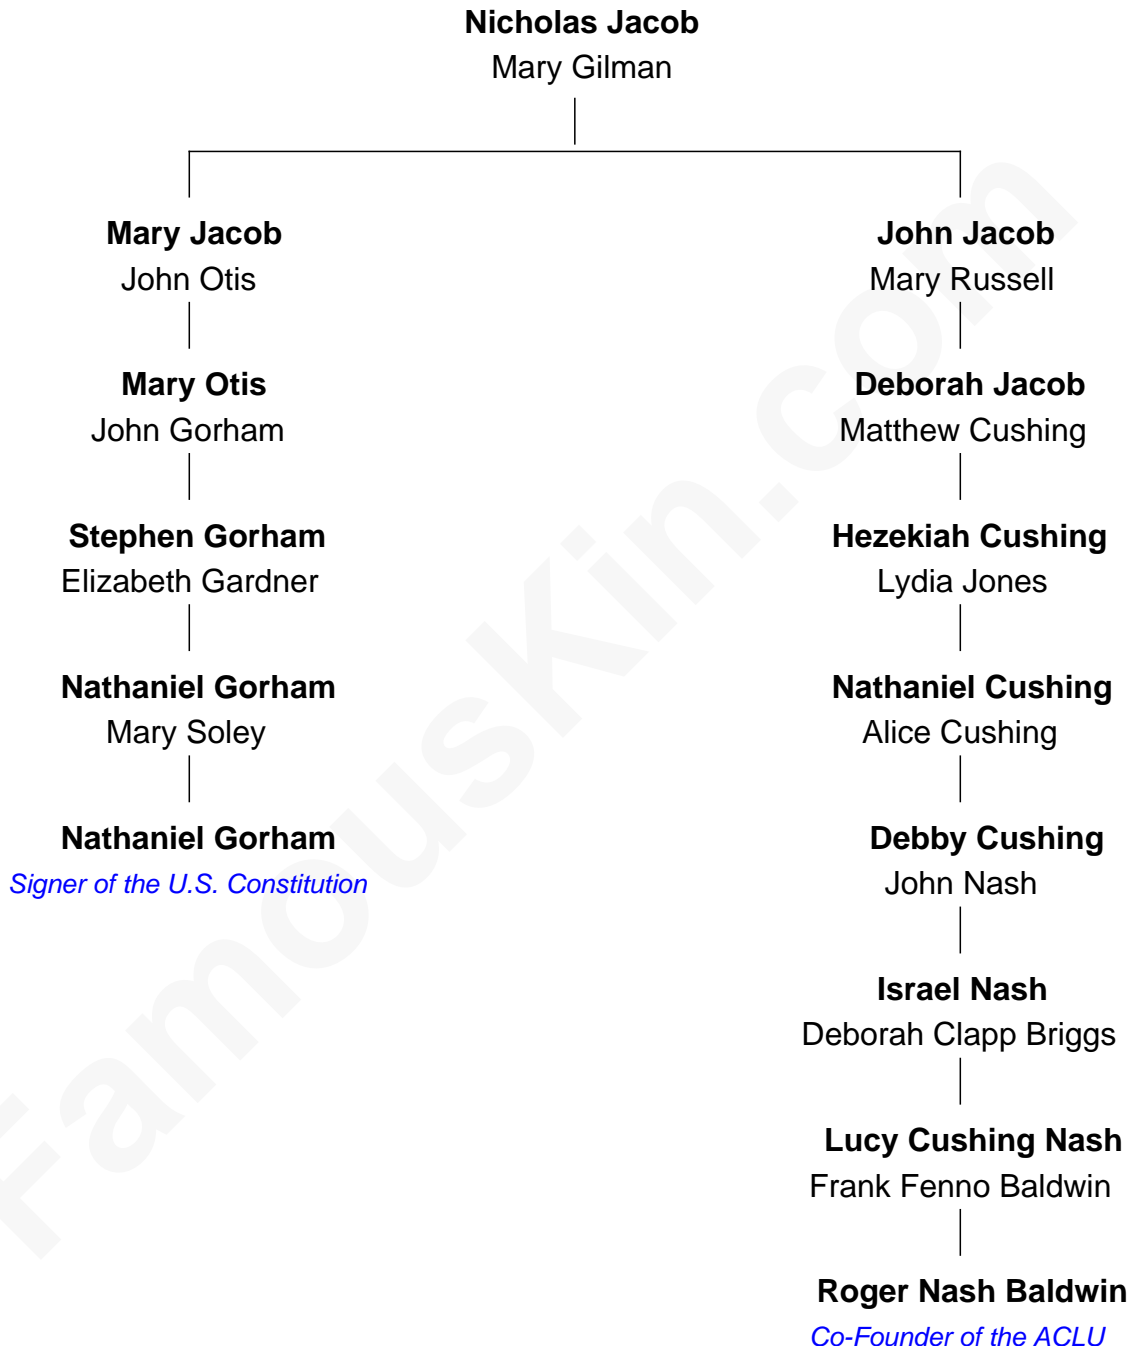 Nicholas Jacob
Mary Gilman
Mary Jacob
John Otis
Mary Otis
John Gorham
Stephen Gorham
Elizabeth Gardner
Nathaniel Gorham
Mary Soley
Nathaniel Gorham
Signer of the U.S. Constitution
John Jacob
Mary Russell
Deborah Jacob
Matthew Cushing
Hezekiah Cushing
Lydia Jones
Nathaniel Cushing
Alice Cushing
Debby Cushing
John Nash
Israel Nash
Deborah Clapp Briggs
Lucy Cushing Nash
Frank Fenno Baldwin
Roger Nash Baldwin
Co-Founder of the ACLU
FamousKin.com